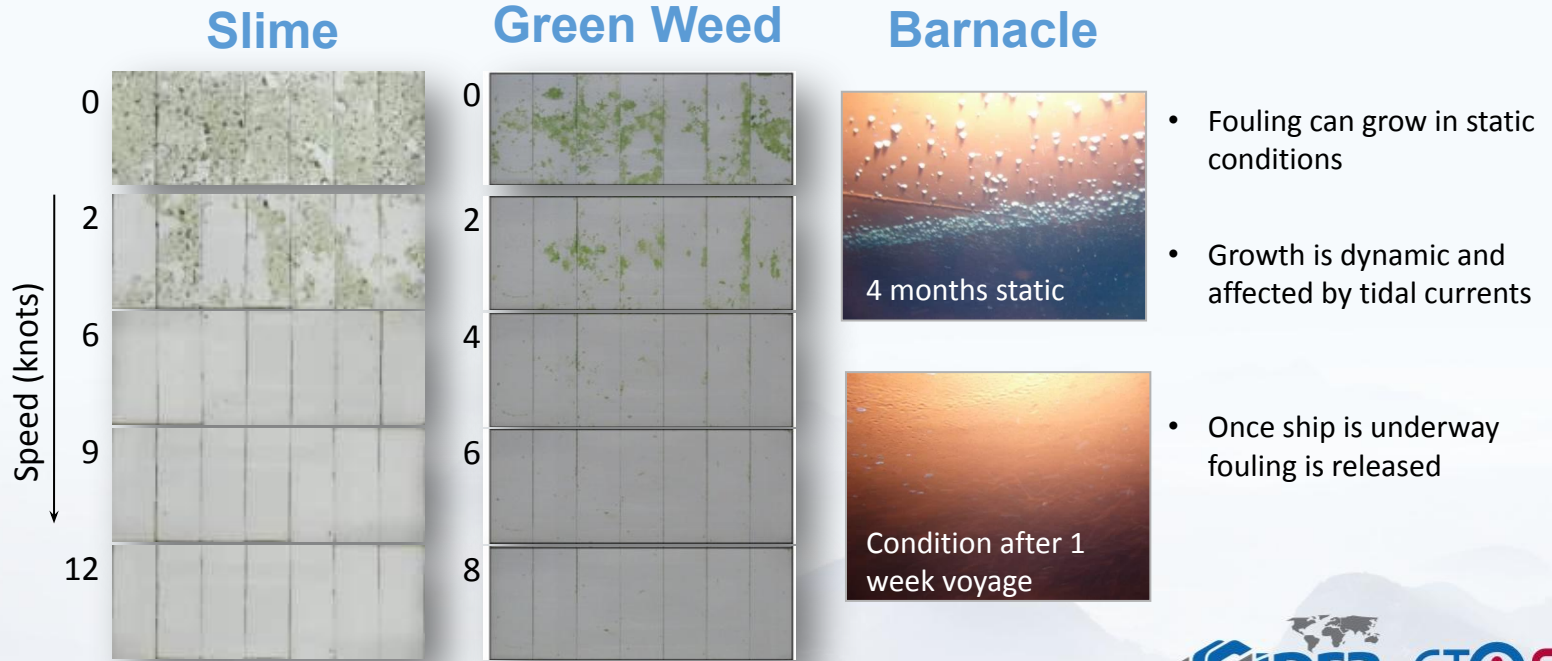 Slime
Green Weed
Barnacle
Speed (knots)
0
2
6
9
12
0
2
4
6
8
4 months static
Condition after 1
week voyage
• Fouling can grow in static
conditions
• Growth is dynamic and
affected by tidal currents
• Once ship is underway
fouling is released